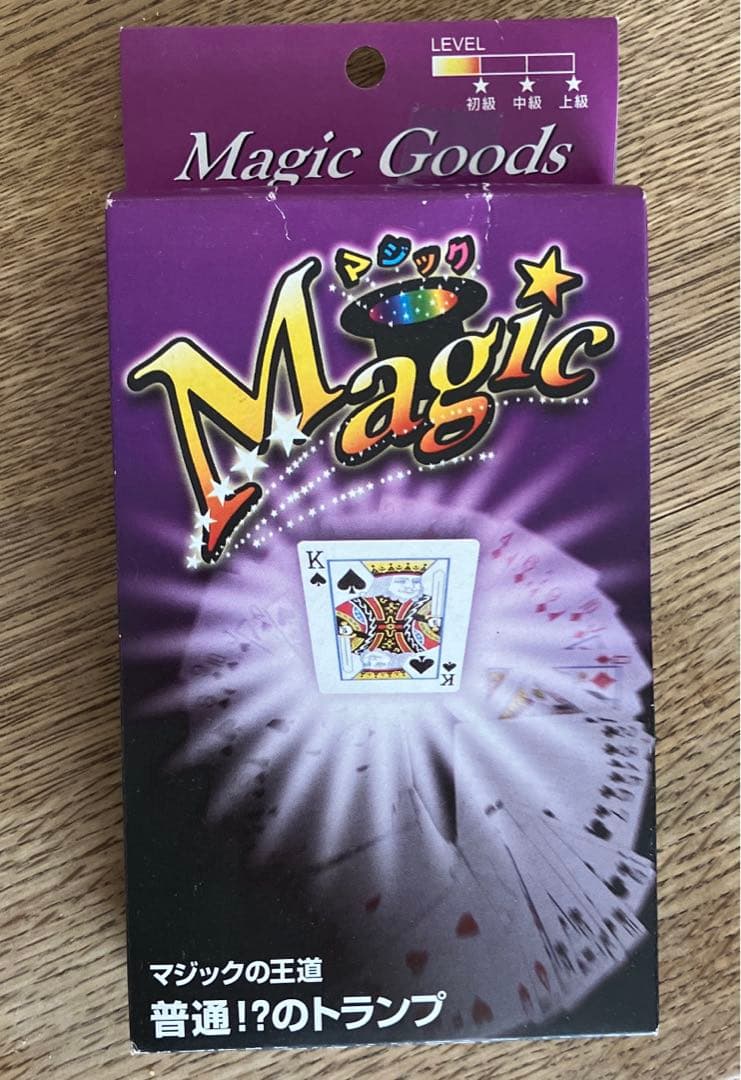 LEVEL
初級 中級 上級
Magic Goods
マジック
Magic
K
K
マジックの王道
普通!?のトランプ